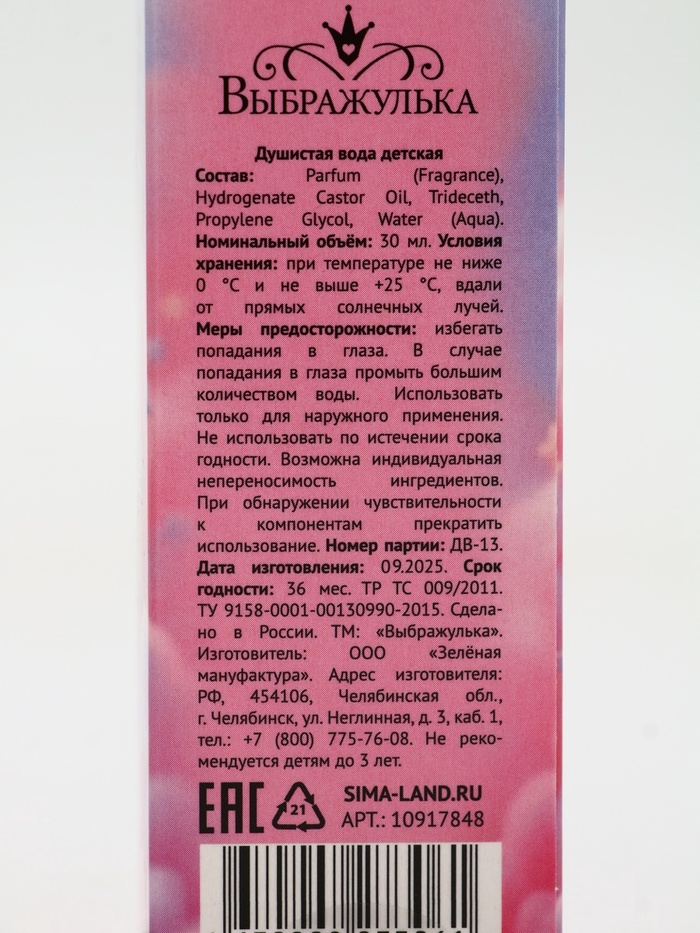 Выбражулька
Душистая вода детская
Состав: Parfum (Fragrance),
Hydrogenate Castor Oil, Trideceth,
Propylene Glycol, Water (Aqua).
Номинальный объём: 30 мл. Условия
хранения: при температуре не ниже
0 °C и не выше +25 °C, вдали
от прямых солнечных лучей.
Меры предосторожности: избегать
попадания в глаза. В случае
попадания в глаза промыть большим
количеством воды. Использовать
только для наружного применения.
Не использовать по истечении срока
годности. Возможна индивидуальная
непереносимость ингредиентов.
При обнаружении чувствительности
к компонентам прекратить
использование. Номер партии: ДВ-13.
Дата изготовления: 09.2025. Срок
годности: 36 мес. ТР ТС 009/2011.
ТУ 9158-0001-00130990-2015. Сдела-
но в России. ТМ: «Выбражулька».
Изготовитель: ООО «Зелёная
мануфактура». Адрес изготовителя:
РФ, 454106, Челябинская обл.,
г. Челябинск, ул. Неглинная, д. 3, каб. 1,
тел.: +7 (800) 775-76-08. Не реко-
мендуется детям до 3 лет.
EAC 21 SIMA-LAND.RU
АРТ.: 10917848